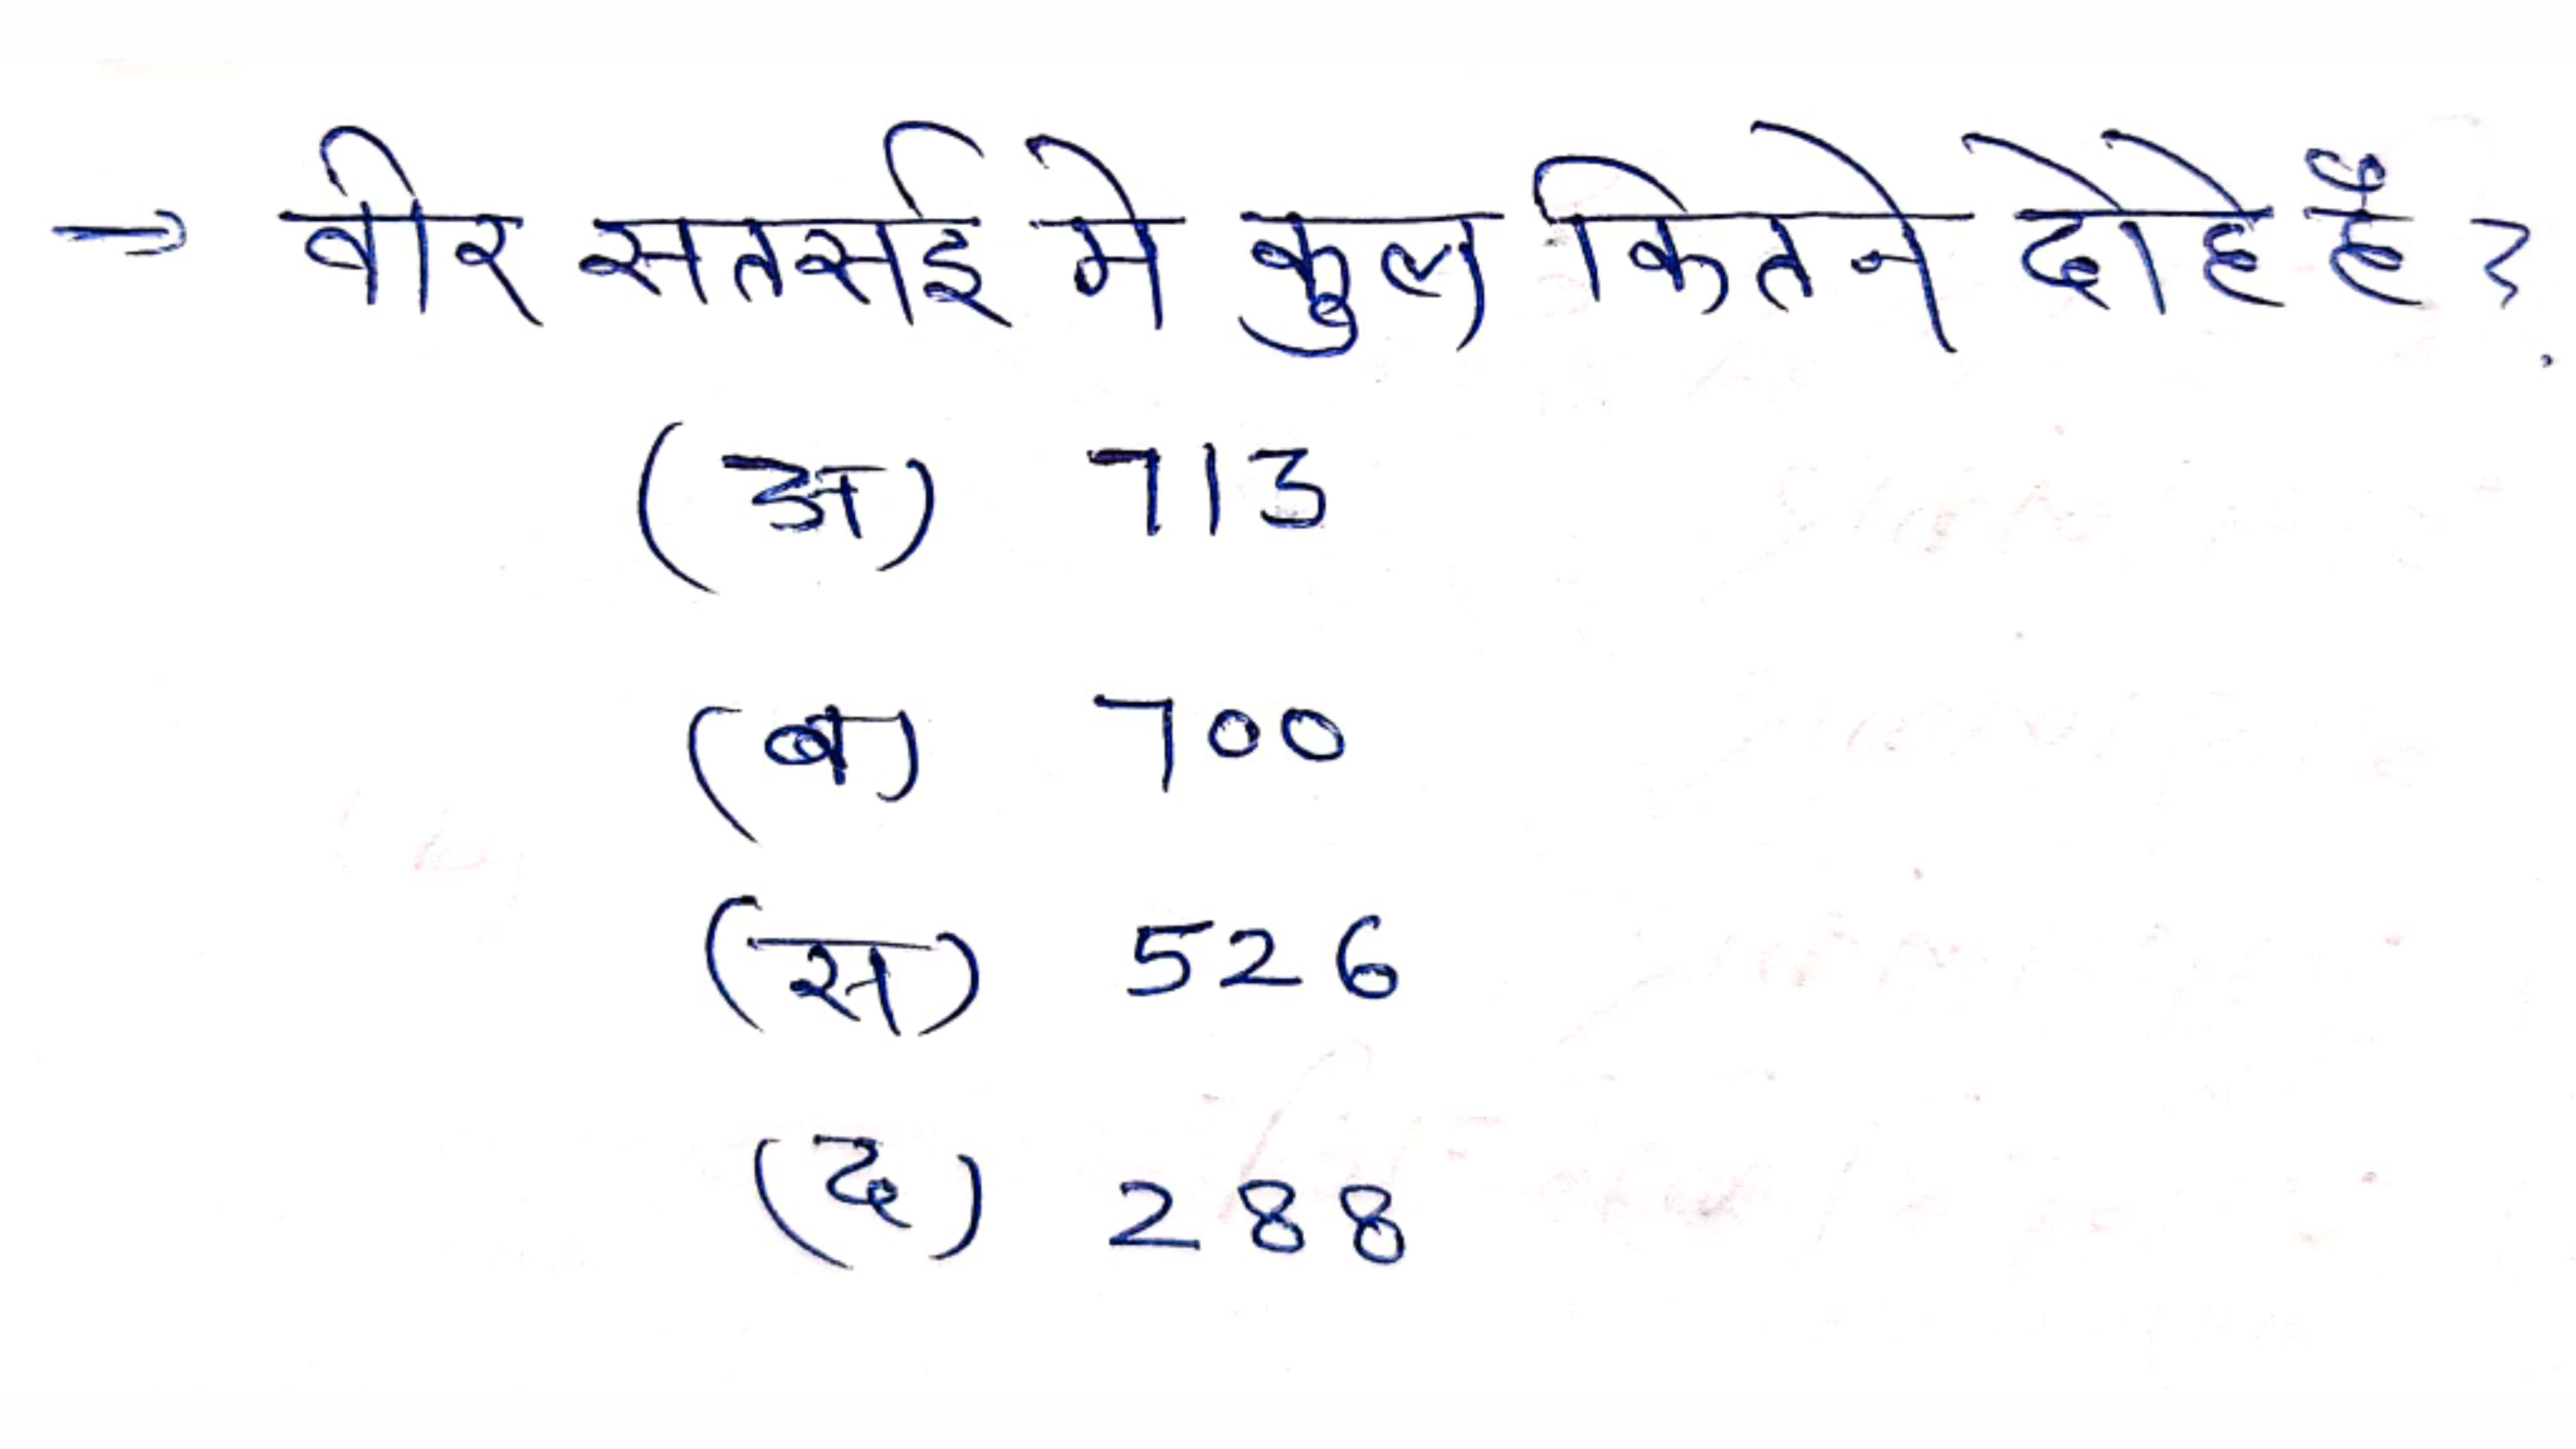 → वीर सतसई मे कुल कितने दोहे हैं ?
(अ) 713
(ब) 700
(स) 526
(द) 288